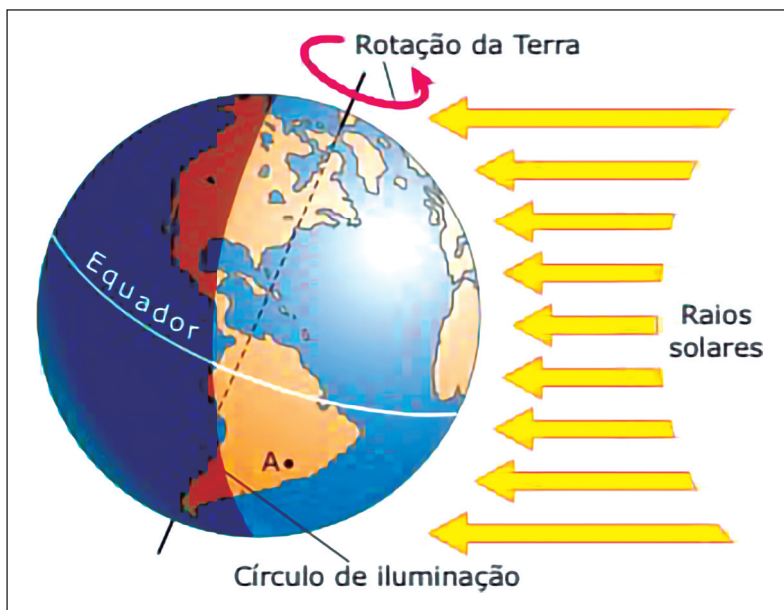 Rotação da Terra
Equador
Raios
solares
A
Círculo de iluminação